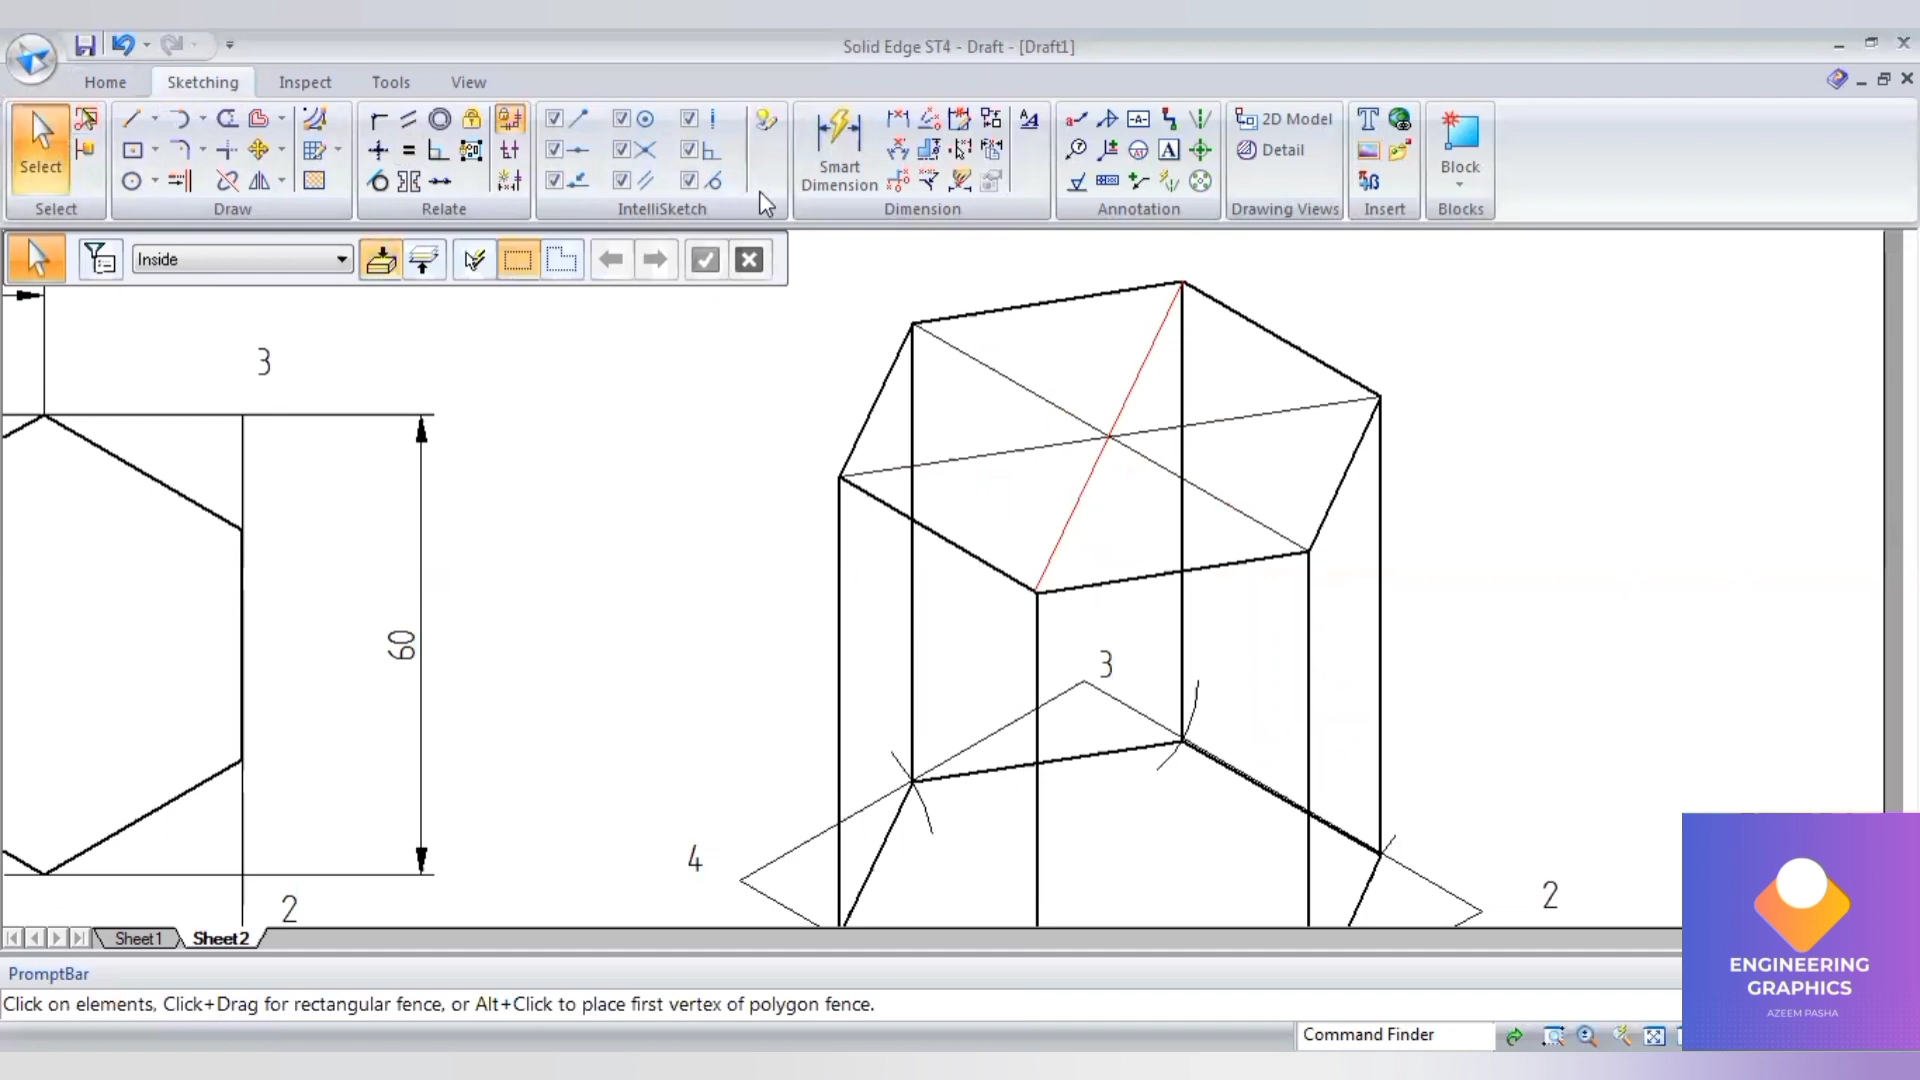 Solid Edge ST4 - Draft - [Draft1]
Home Sketching Inspect Tools View
Select
Smart
Dimension
2D Model
Detail
Block
Select Draw Relate IntelliSketch Dimension Annotation Drawing Views Insert Blocks
Inside
3
60
2
3
4
2
Sheet1 Sheet2
PromptBar
Click on elements, Click+Drag for rectangular fence, or Alt+Click to place first vertex of polygon fence.
Command Finder
ENGINEERING
GRAPHICS
AZEEM PASHA